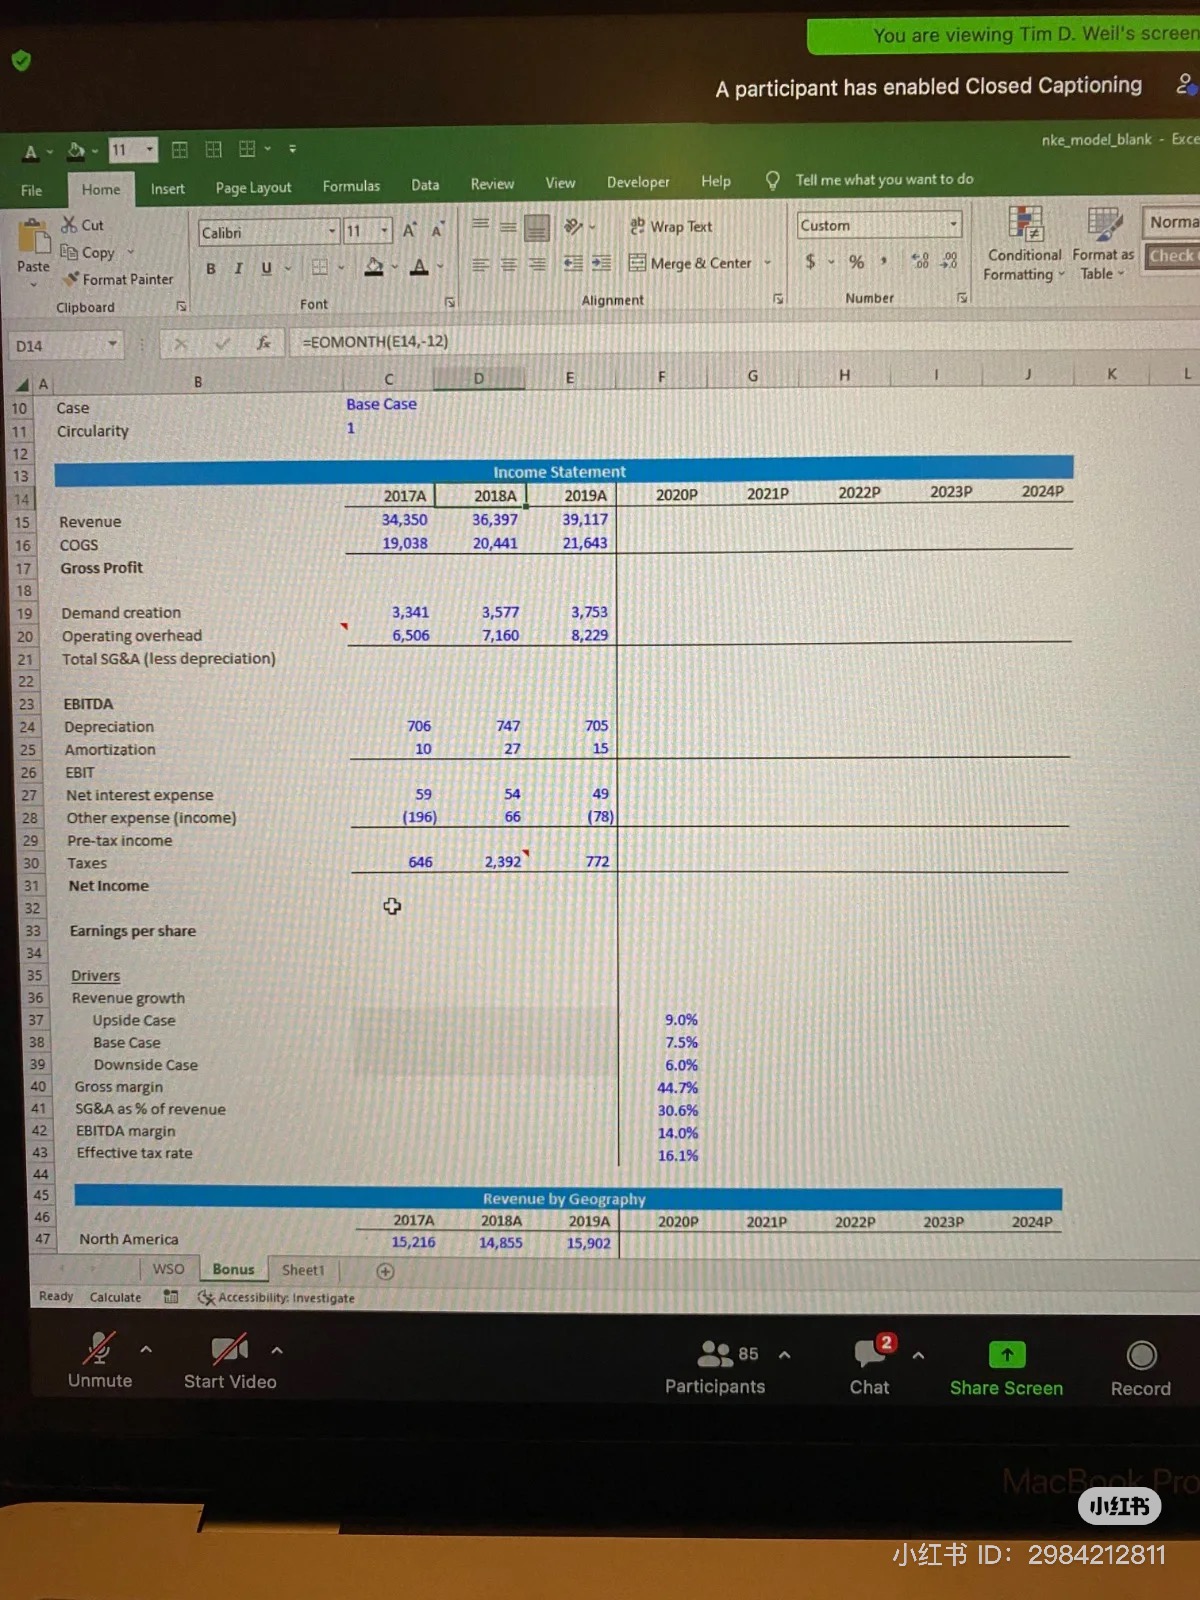 You are viewing Tim D. Weil's screen
A participant has enabled Closed Captioning
11
nke_model_blank - Exce
File Home Insert Page Layout Formulas Data Review View Developer Help Tell me what you want to do
Paste
Cut
Copy
Format Painter
Clipboard
Calibri 11
B I U
Font
Wrap Text
Merge & Center
Alignment
Custom
$ % ,
Number
Conditional Formatting
Format as Table
Norma
Check
D14 fx =EOMONTH(E14,-12)
A B C D E F G H I J K L
10 Case Base Case
11 Circularity 1
12
13 Income Statement
14 2017A 2018A 2019A 2020P 2021P 2022P 2023P 2024P
15 Revenue 34,350 36,397 39,117
16 COGS 19,038 20,441 21,643
17 Gross Profit
18
19 Demand creation 3,341 3,577 3,753
20 Operating overhead 6,506 7,160 8,229
21 Total SG&A (less depreciation)
22
23 EBITDA
24 Depreciation 706 747 705
25 Amortization 10 27 15
26 EBIT
27 Net interest expense 59 54 49
28 Other expense (income) (196) 66 (78)
29 Pre-tax income
30 Taxes 646 2,392 772
31 Net Income
32
33 Earnings per share
34
35 Drivers
36 Revenue growth
37 Upside Case 9.0%
38 Base Case 7.5%
39 Downside Case 6.0%
40 Gross margin 44.7%
41 SG&A as % of revenue 30.6%
42 EBITDA margin 14.0%
43 Effective tax rate 16.1%
44
45 Revenue by Geography
46 2017A 2018A 2019A 2020P 2021P 2022P 2023P 2024P
47 North America 15,216 14,855 15,902
WSO Bonus Sheet1
Ready Calculate Accessibility: Investigate
Unmute
Start Video
85
Participants
2
Chat
Share Screen
Record
MacBook Pro
小红书
小红书 ID：2984212811